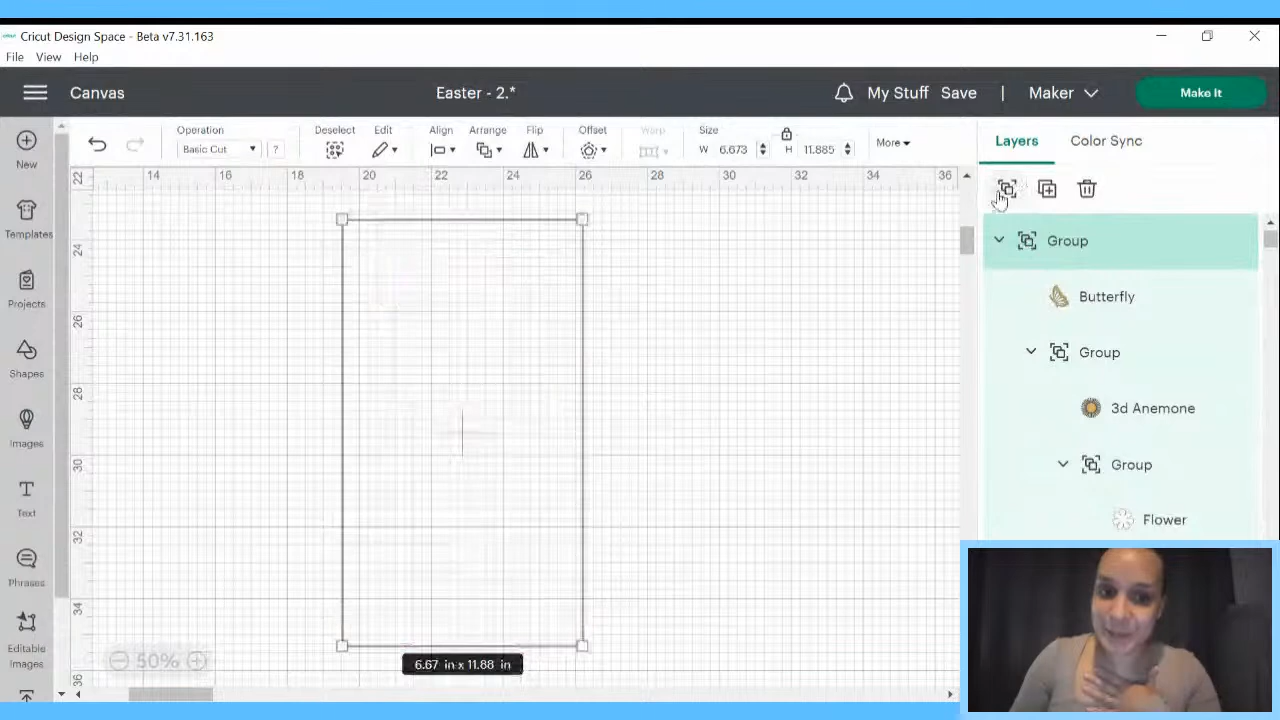 Cricut Design Space - Beta v7.31.163
File View Help
Canvas
Easter - 2.*
My Stuff Save | Maker
Make It
New
Templates
Projects
Shapes
Images
Text
Phrases
Editable
Images
Operation
Basic Cut
?
Deselect
Edit
Align
Arrange
Flip
Offset
Warp
Size
W 6.673
H 11.885
More
14 16 18 20 22 24 26 28 30 32 34 36
22
24
26
28
30
32
34
36
6.67 in x 11.88 in
50%
Layers
Color Sync
Group
Butterfly
Group
3d Anemone
Group
Flower